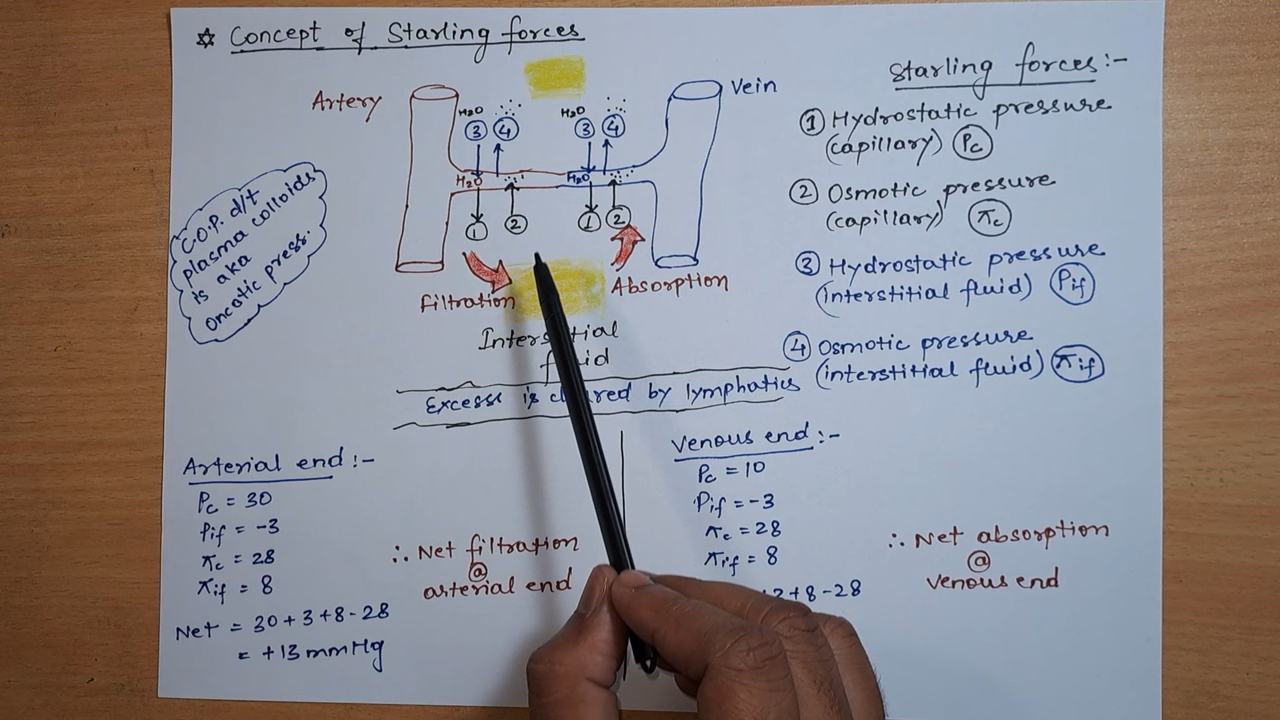 ☆ Concept of Starling forces
Artery
Vein
H₂O
③ ④
H₂O
③ ④
H₂O
H₂O
① ②
① ②
Filtration
Absorption
Interstitial
fluid
Excess is cleared by lymphatics
C.O.P. d/t
plasma colloids
is aka
Oncotic press.
Starling forces:-
① Hydrostatic pressure
(capillary) Pc
② Osmotic pressure
(capillary) πc
③ Hydrostatic pressure
(interstitial fluid) Pif
④ Osmotic pressure
(interstitial fluid) πif
Arterial end:-
Pc = 30
Pif = -3
πc = 28
πif = 8
Net = 30+3+8-28
= +13 mmHg
∴ Net filtration
@
arterial end
Venous end:-
Pc = 10
Pif = -3
πc = 28
πif = 8
+8-28
∴ Net absorption
@
venous end